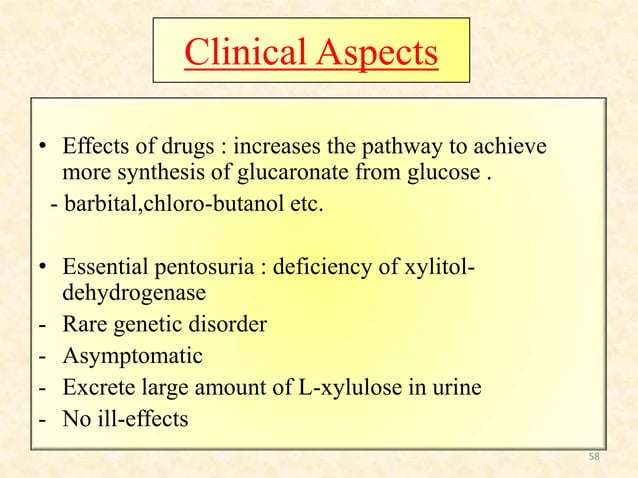 Clinical Aspects
• Effects of drugs : increases the pathway to achieve
more synthesis of glucaronate from glucose .
- barbital,chloro-butanol etc.
• Essential pentosuria : deficiency of xylitol-
dehydrogenase
- Rare genetic disorder
- Asymptomatic
- Excrete large amount of L-xylulose in urine
- No ill-effects
58